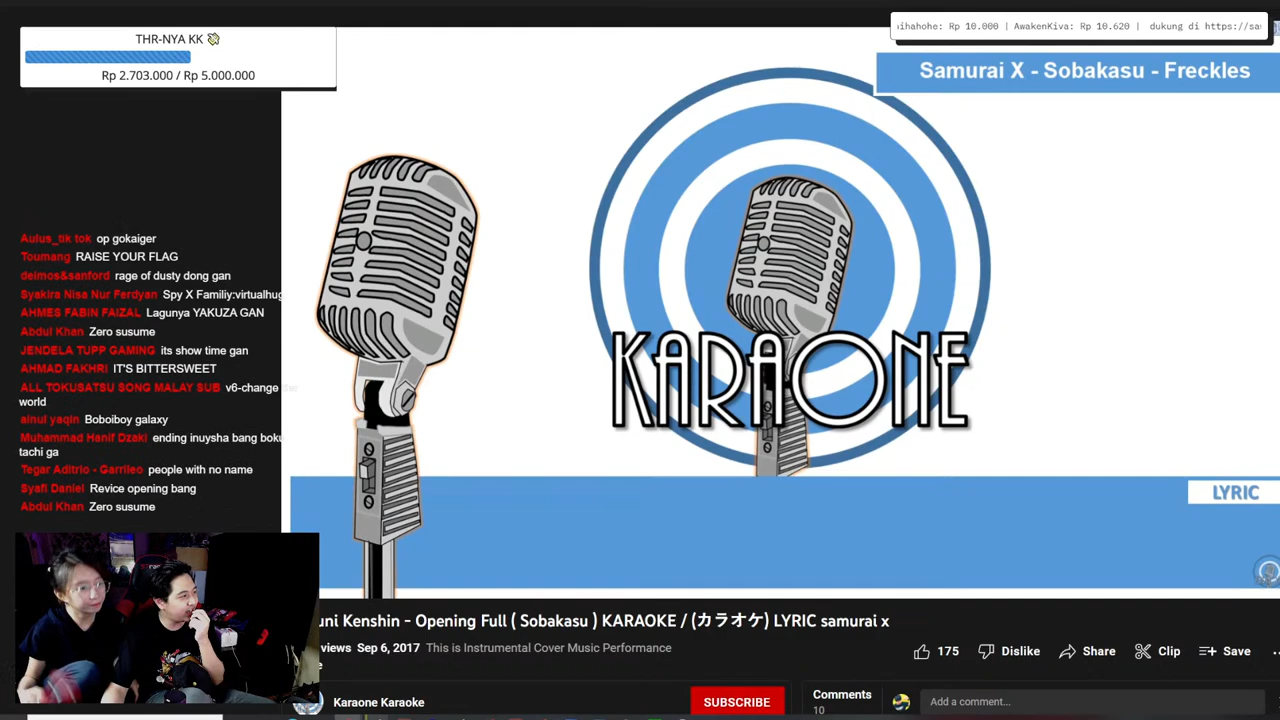 THR-NYA KK
Rp 2.703.000 / Rp 5.000.000
ihahohe: Rp 10.000 | AwakenKiva: Rp 10.620 | dukung di https://sa
Samurai X - Sobakasu - Freckles
Aulus_tik tok op gokaiger
Toumang RAISE YOUR FLAG
deimos&sanford rage of dusty dong gan
Syakira Nisa Nur Ferdyan Spy X Familiy:virtualhug
AHMES FABIN FAIZAL Lagunya YAKUZA GAN
Abdul Khan Zero susume
JENDELA TUPP GAMING its show time gan
AHMAD FAKHRI IT'S BITTERSWEET
ALL TOKUSATSU SONG MALAY SUB v6-change the
world
ainul yaqin Boboiboy galaxy
Muhammad Hanif Dzaki ending inuysha bang boku
tachi ga
Tegar Aditrio - Garrileo people with no name
Syafi Daniel Revice opening bang
Abdul Khan Zero susume
KARAONE
LYRIC
uni Kenshin - Opening Full ( Sobakasu ) KARAOKE / (カラオケ) LYRIC samurai x
views Sep 6, 2017 This is Instrumental Cover Music Performance
175 Dislike Share Clip Save
Karaone Karaoke
SUBSCRIBE
Comments
10
Add a comment...